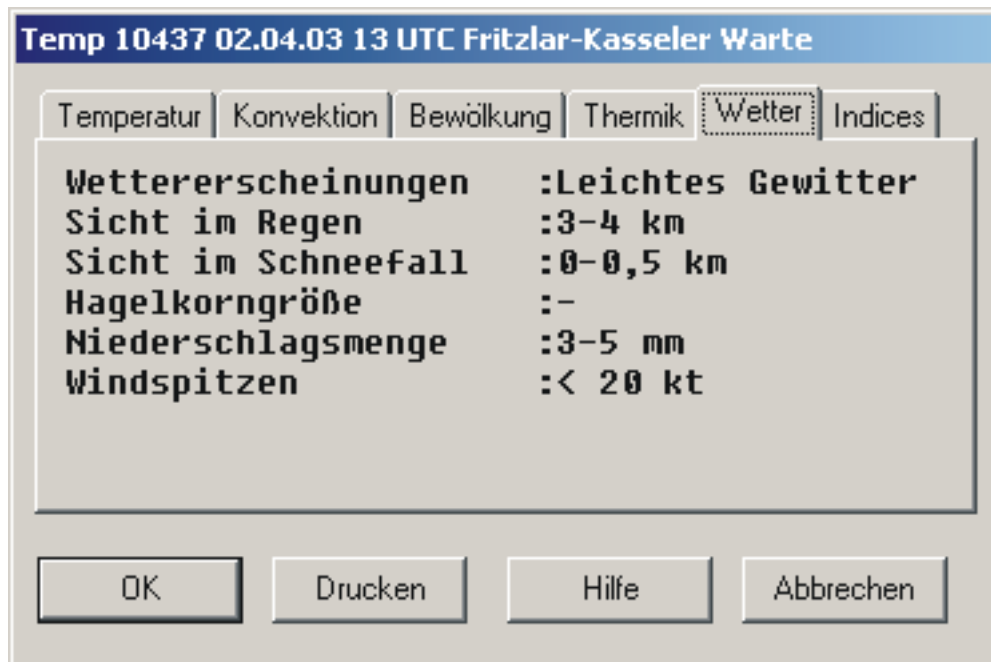 Temp 10437 02.04.03 13 UTC Fritzlar-Kasseler Warte
Temperatur Konvektion Bewölkung Thermik Wetter Indices
Wettererscheinungen :Leichtes Gewitter
Sicht im Regen :3-4 km
Sicht im Schneefall :0-0,5 km
Hagelkorngröße :-
Niederschlagsmenge :3-5 mm
Windspitzen :< 20 kt
OK Drucken Hilfe Abbrechen